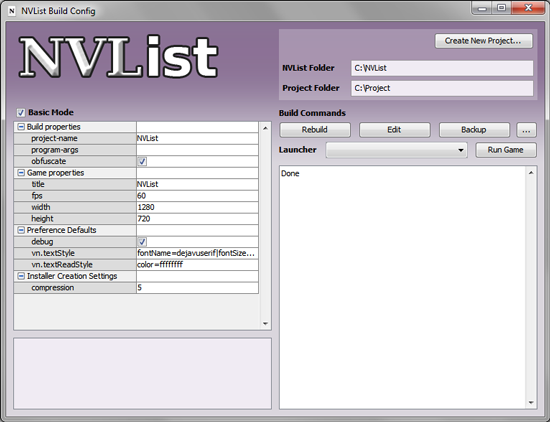 N NVList Build Config
NVList
Create New Project...
NVList Folder C:\NVList
Project Folder C:\Project
Basic Mode
Build properties
project-name NVList
program-args
obfuscate
Game properties
title NVList
fps 60
width 1280
height 720
Preference Defaults
debug
vn.textStyle fontName=dejavuserif|fontSize...
vn.textReadStyle color=ffffffff
Installer Creation Settings
compression 5
Build Commands
Rebuild Edit Backup ...
Launcher Run Game
Done